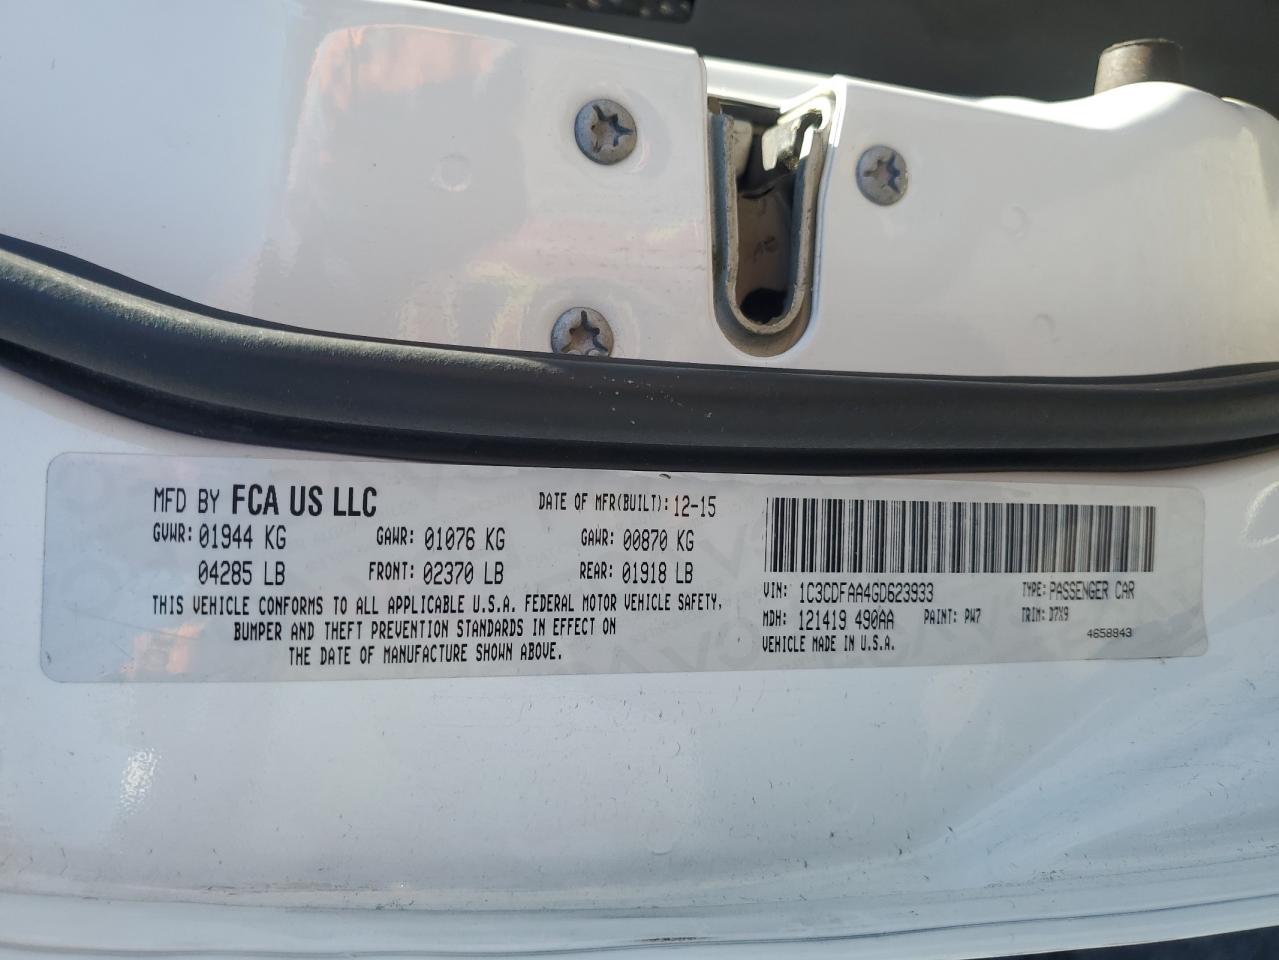 MFD BY FCA US LLC
DATE OF MFR(BUILT): 12-15
GVWR: 01944 KG
GAWR: 01076 KG
GAWR: 00870 KG
04285 LB
FRONT: 02370 LB
REAR: 01918 LB
THIS VEHICLE CONFORMS TO ALL APPLICABLE U.S.A. FEDERAL MOTOR VEHICLE SAFETY,
BUMPER AND THEFT PREVENTION STANDARDS IN EFFECT ON
THE DATE OF MANUFACTURE SHOWN ABOVE.
VIN: 1C3CDFAA4GD623933
TYPE: PASSENGER CAR
MDH: 121419 490AA
PAINT: PW7
TRIM: D7X9
VEHICLE MADE IN U.S.A.
4658843